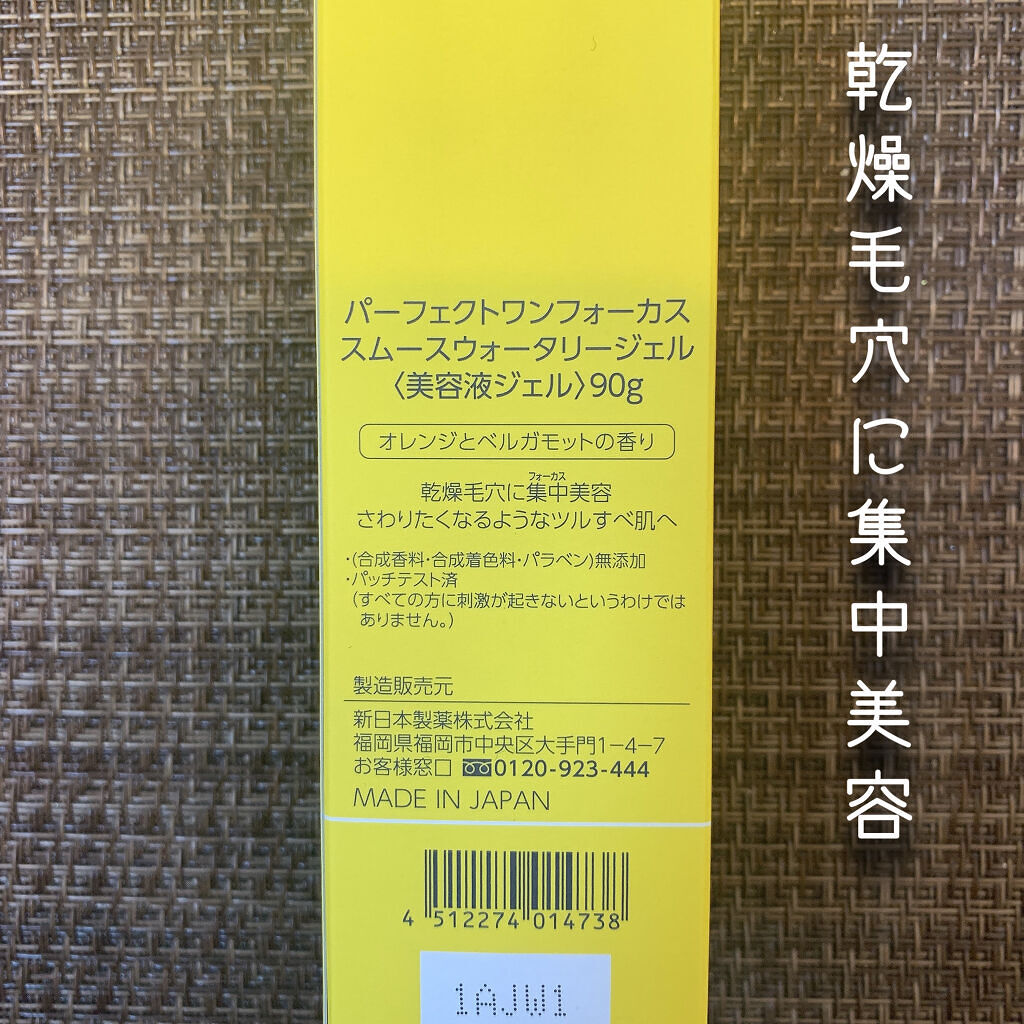 パーフェクトワンフォーカス
スムースウォータリージェル
〈美容液ジェル〉90g
オレンジとベルガモットの香り
フォーカス
乾燥毛穴に集中美容
さわりたくなるようなツルすべ肌へ
・(合成香料・合成着色料・パラベン)無添加
・パッチテスト済
(すべての方に刺激が起きないというわけでは
ありません。)
製造販売元
新日本製薬株式会社
福岡県福岡市中央区大手門1-4-7
お客様窓口 0120-923-444
MADE IN JAPAN
4 512274 014738
1AJW1
乾燥毛穴に集中美容